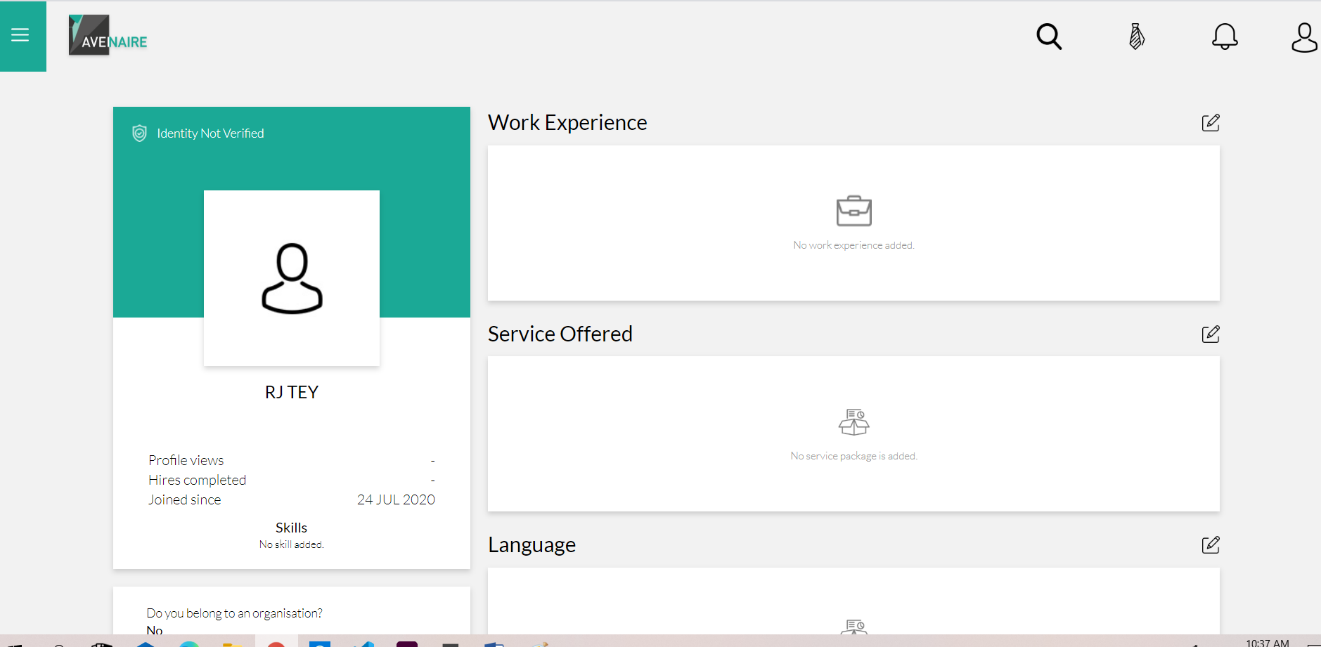 AVENAIRE
Identity Not Verified
RJ TEY
Profile views -
Hires completed -
Joined since 24 JUL 2020
Skills
No skill added.
Do you belong to an organisation?
No
Work Experience
No work experience added.
Service Offered
No service package is added.
Language
10:37 AM